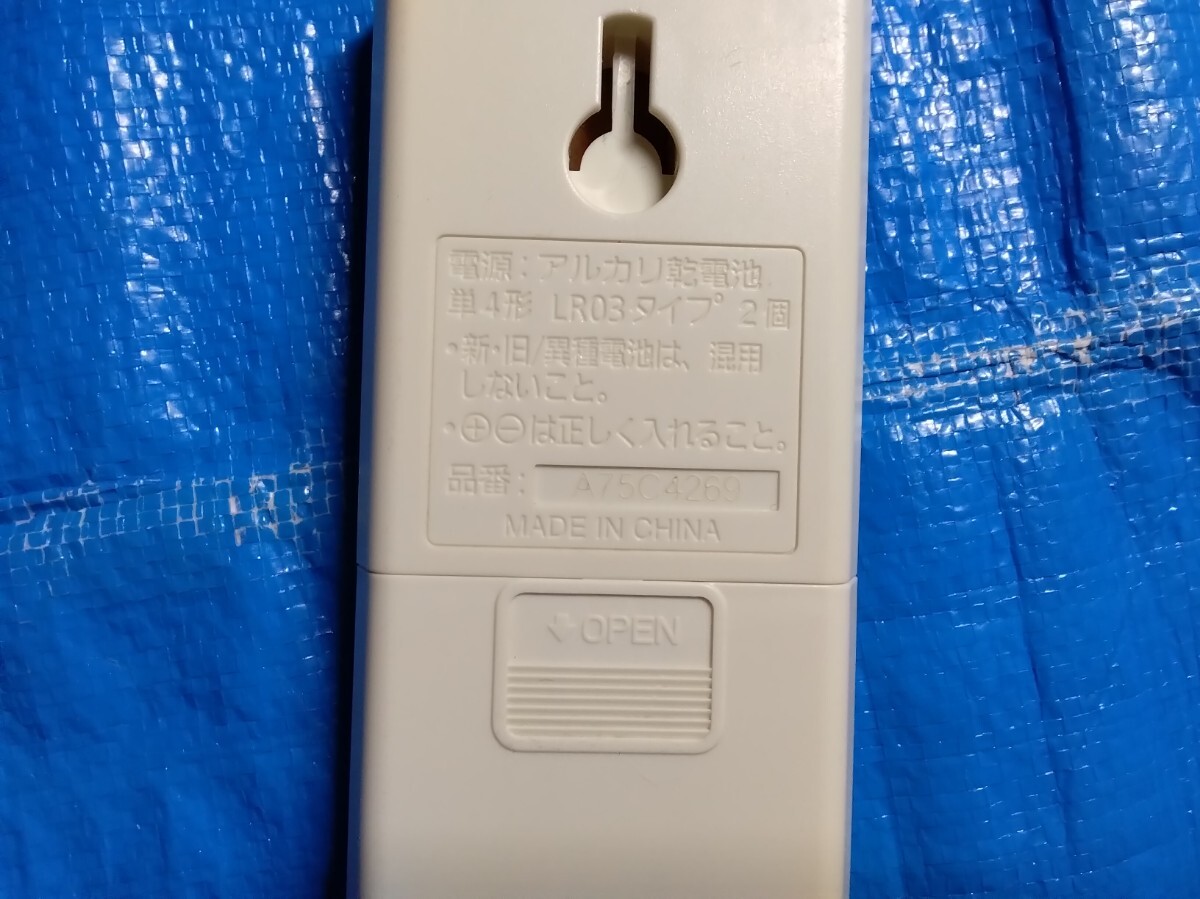 電源：アルカリ乾電池
単4形 LR03タイプ 2個
・新・旧/異種電池は、混用
しないこと。
・⊕⊖は正しく入れること。
品番： A75C4269
MADE IN CHINA
OPEN